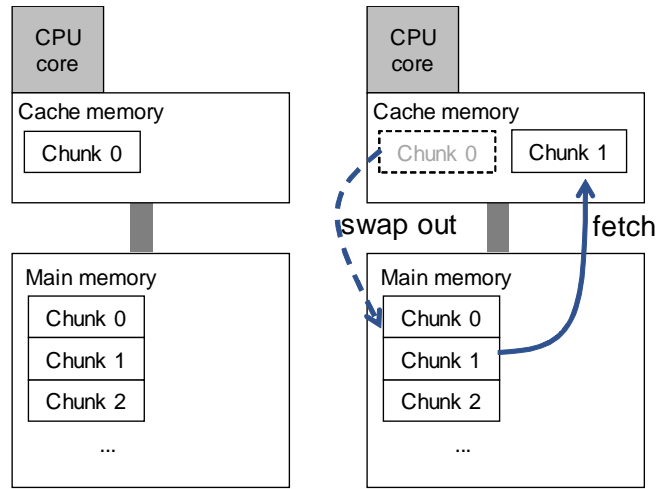 CPU
core
Cache memory
Chunk 0
Main memory
Chunk 0
Chunk 1
Chunk 2
...
CPU
core
Cache memory
Chunk 0
Chunk 1
swap out
fetch
Main memory
Chunk 0
Chunk 1
Chunk 2
...